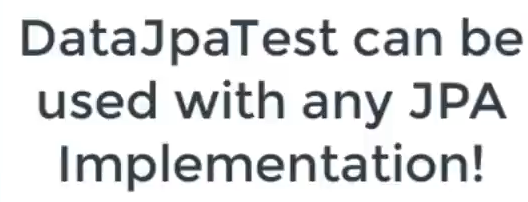 DataJpaTest can be
used with any JPA
Implementation!